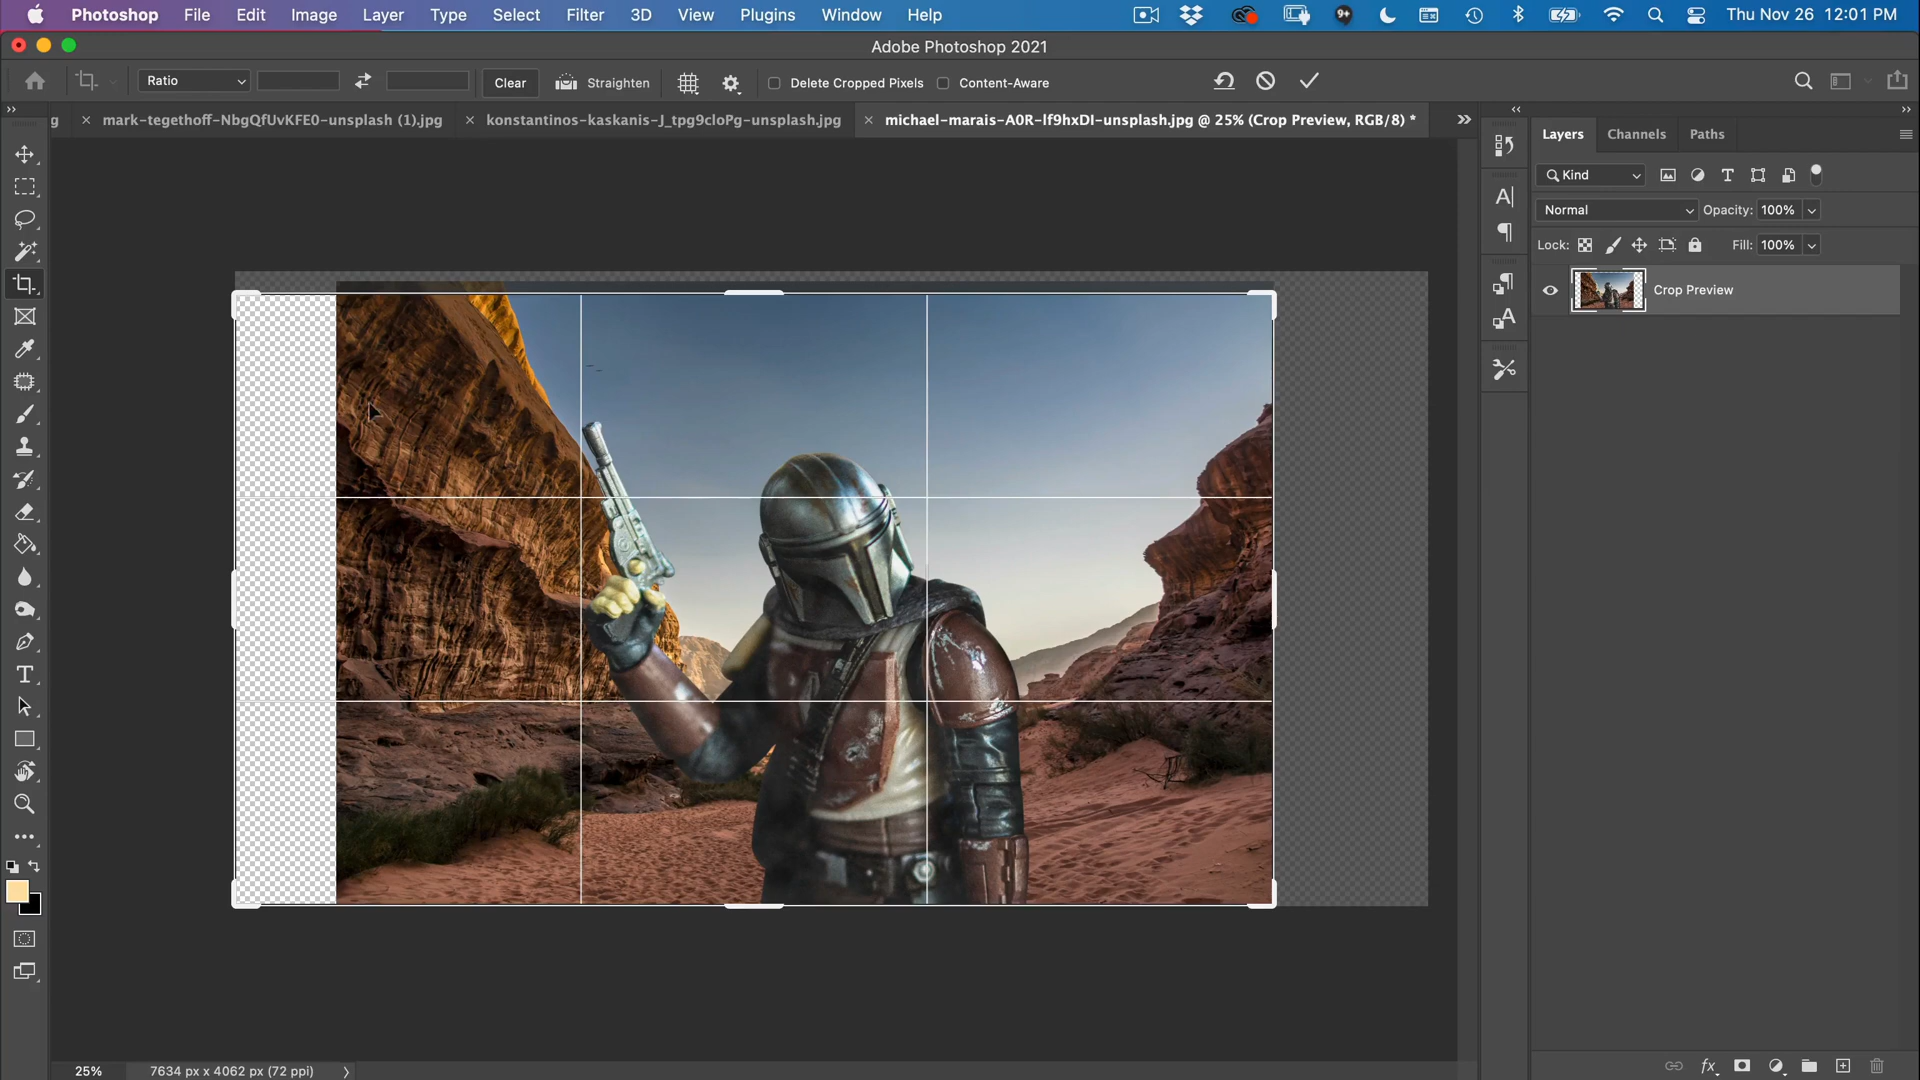 Photoshop File Edit Image Layer Type Select Filter 3D View Plugins Window Help 9+ Thu Nov 26 12:01 PM
Adobe Photoshop 2021
Ratio Clear Straighten Delete Cropped Pixels Content-Aware
g × mark-tegethoff-NbgQfUvKFE0-unsplash (1).jpg × konstantinos-kaskanis-J_tpg9cloPg-unsplash.jpg × michael-marais-A0R-lf9hxDI-unsplash.jpg @ 25% (Crop Preview, RGB/8) *
Layers Channels Paths
Kind
Normal Opacity: 100%
Lock: Fill: 100%
Crop Preview
25% 7634 px x 4062 px (72 ppi)
fx